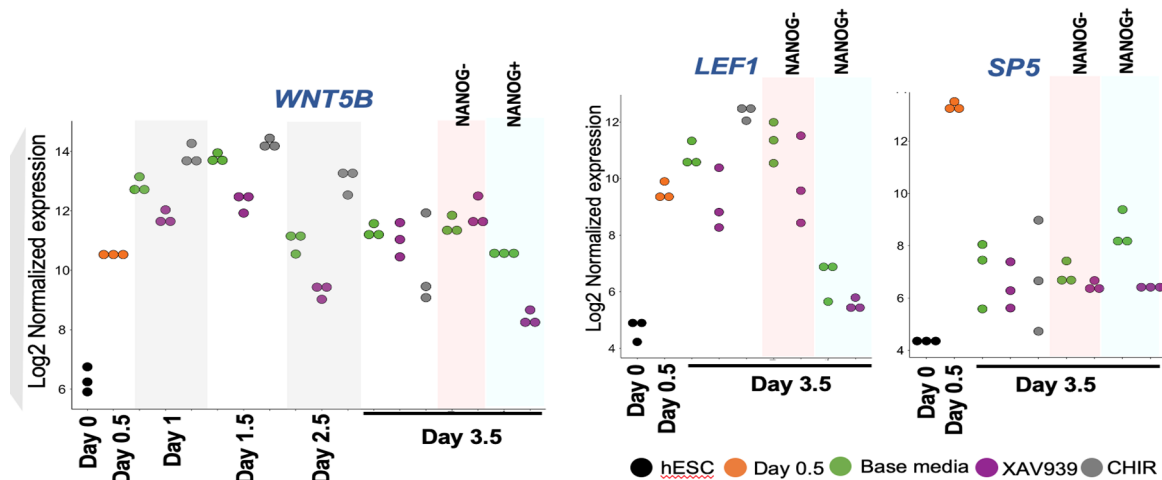 WNT5B
NANOG-
NANOG+
Log2 Normalized expression
14
12
10
8
6
Day 0
Day 0.5
Day 1
Day 1.5
Day 2.5
Day 3.5
LEF1
NANOG-
NANOG+
Log2 Normalized expression
12
10
8
6
4
Day 0
Day 0.5
Day 3.5
SP5
NANOG-
NANOG+
12
8
6
4
Day 0
Day 0.5
Day 3.5
hESC Day 0.5 Base media XAV939 CHIR